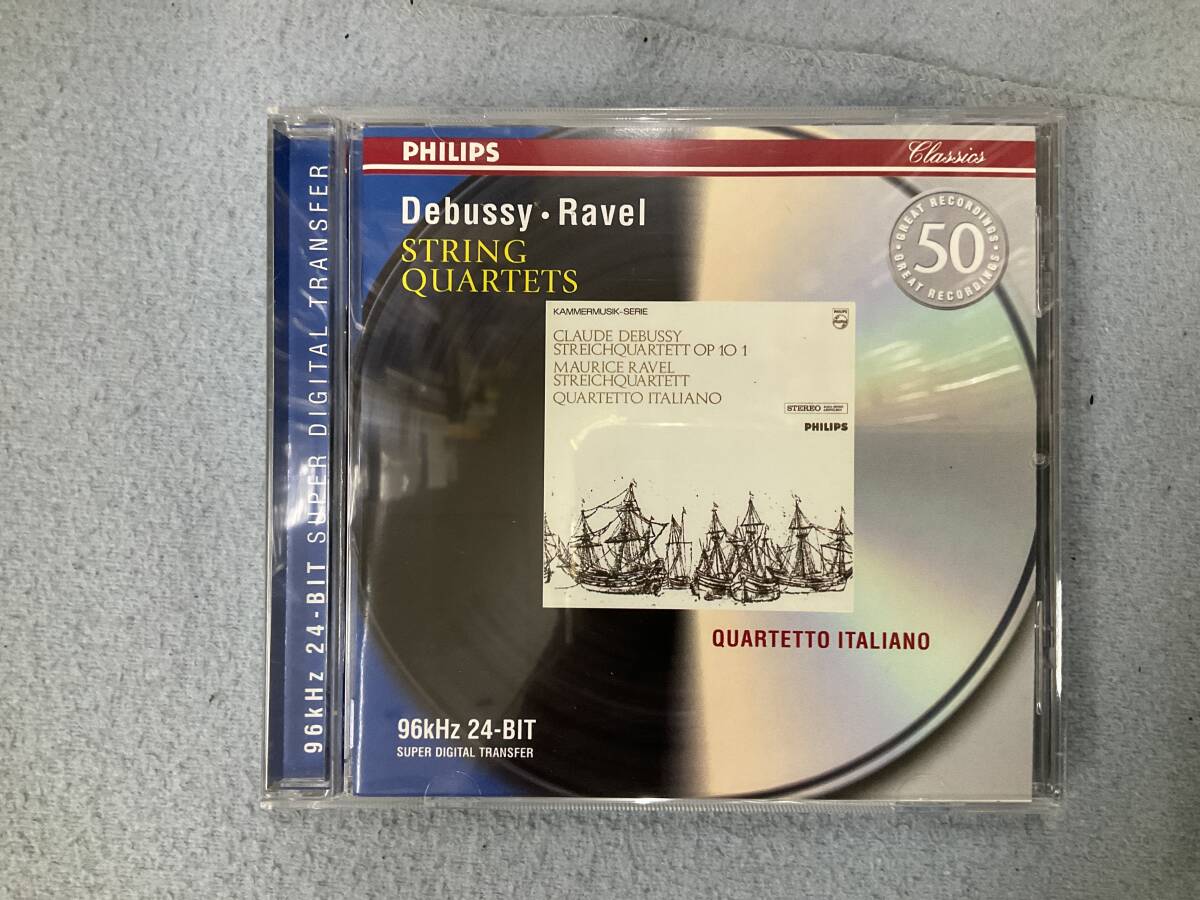 96kHz 24-BIT SUPER DIGITAL TRANSFER
PHILIPS
Classics
Debussy • Ravel
STRING
QUARTETS
GREAT RECORDINGS • GREAT RECORDINGS •
50
KAMMERMUSIK-SERIE
PHILIPS
CLAUDE DEBUSSY
STREICHQUARTETT OP 10 1
MAURICE RAVEL
STREICHQUARTETT
QUARTETTO ITALIANO
STEREO
PHILIPS
QUARTETTO ITALIANO
96kHz 24-BIT
SUPER DIGITAL TRANSFER